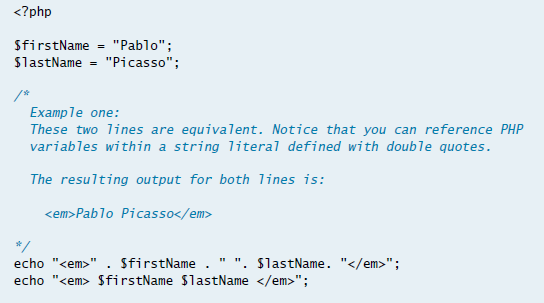 <?php
$firstName = "Pablo";
$lastName = "Picasso";
/*
Example one:
These two lines are equivalent. Notice that you can reference PHP
variables within a string literal defined with double quotes.
The resulting output for both lines is:
<em>Pablo Picasso</em>
*/
echo "<em>" . $firstName . " ". $lastName. "</em>";
echo "<em> $firstName $lastName </em>";